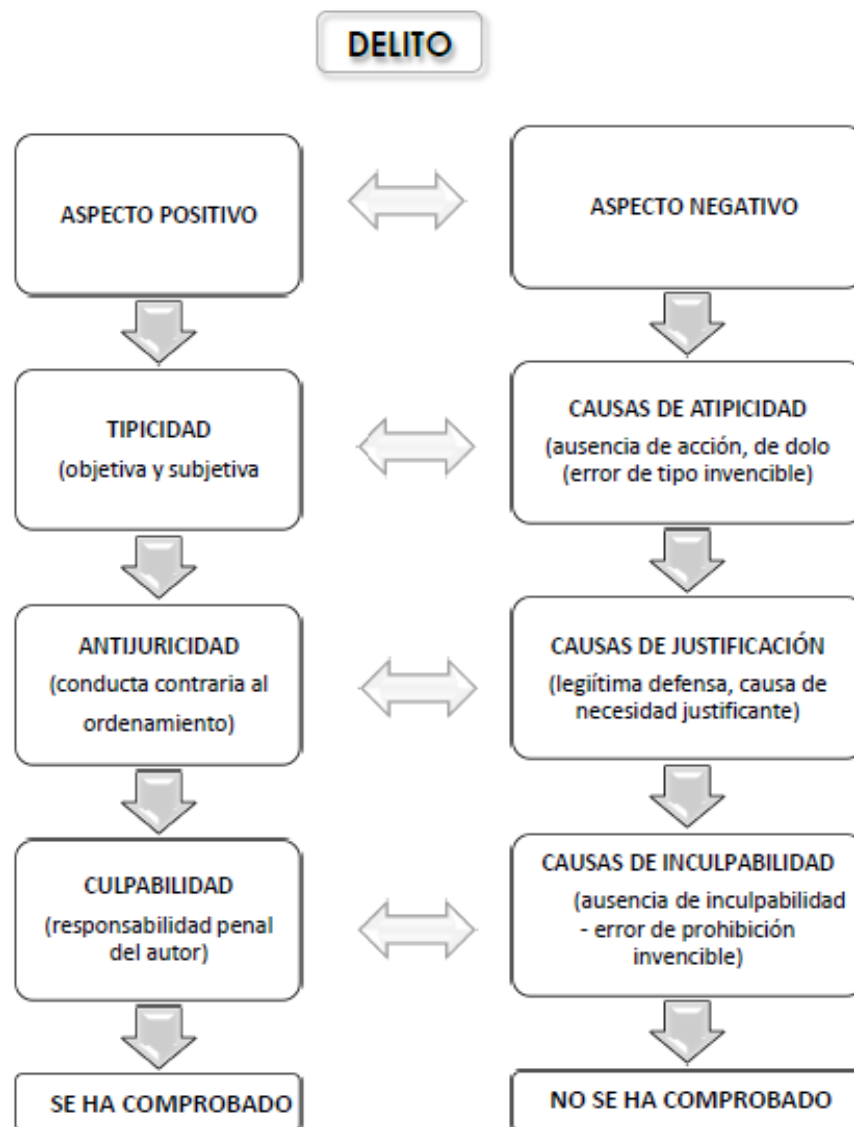 DELITO
ASPECTO POSITIVO
ASPECTO NEGATIVO
TIPICIDAD
(objetiva y subjetiva
CAUSAS DE ATIPICIDAD
(ausencia de acción, de dolo
(error de tipo invencible)
ANTIJURICIDAD
(conducta contraria al
ordenamiento)
CAUSAS DE JUSTIFICACIÓN
(legiítima defensa, causa de
necesidad justificante)
CULPABILIDAD
(responsabilidad penal
del autor)
CAUSAS DE INCULPABILIDAD
(ausencia de inculpabilidad
- error de prohibición
invencible)
SE HA COMPROBADO
NO SE HA COMPROBADO